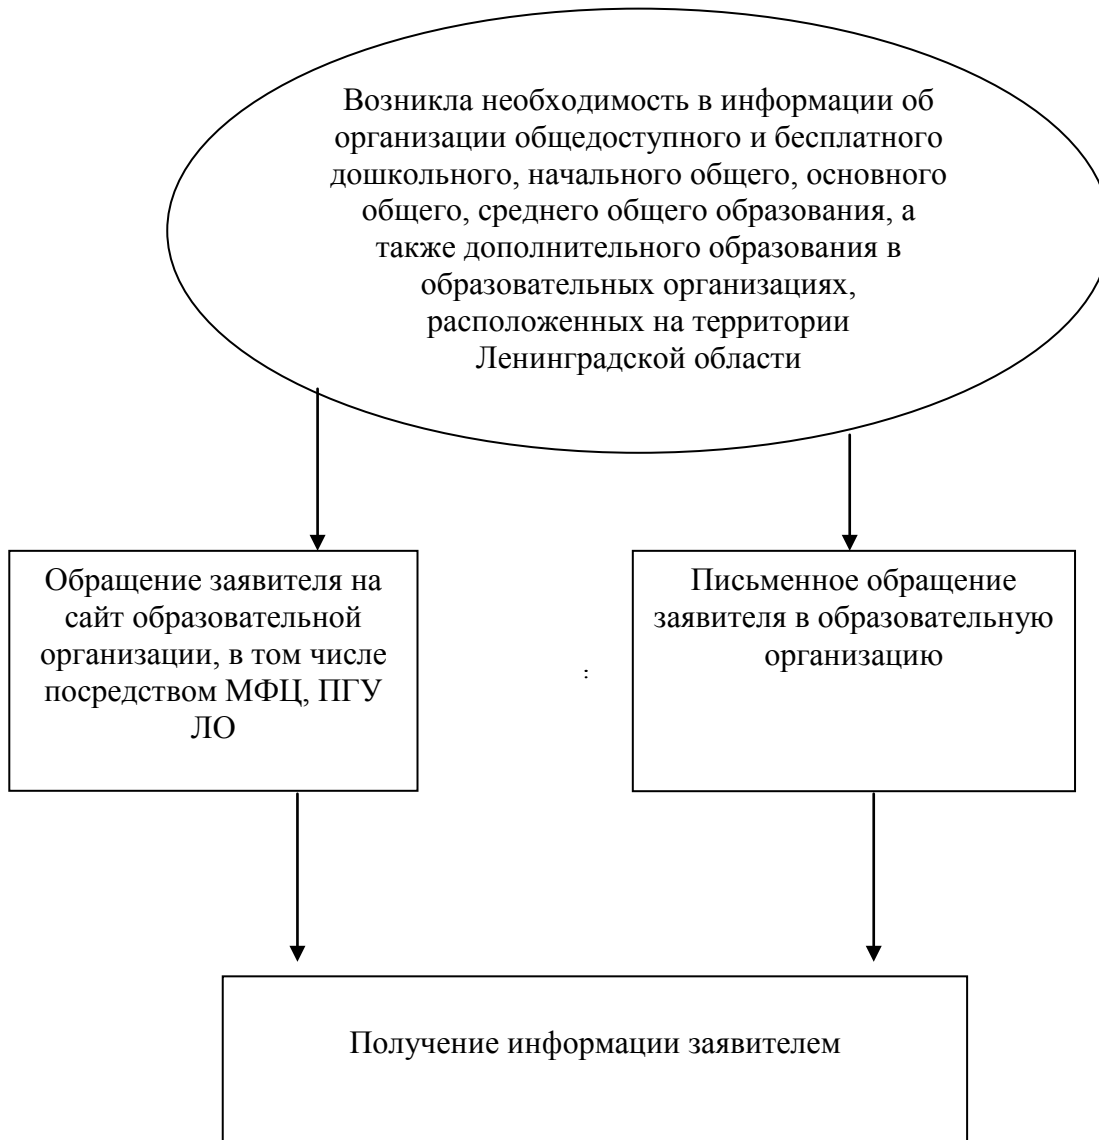 Возникла необходимость в информации об
организации общедоступного и бесплатного
дошкольного, начального общего, основного
общего, среднего общего образования, а
также дополнительного образования в
образовательных организациях,
расположенных на территории
Ленинградской области
Обращение заявителя на
сайт образовательной
организации, в том числе
посредством МФЦ, ПГУ
ЛО
:
Письменное обращение
заявителя в образовательную
организацию
Получение информации заявителем